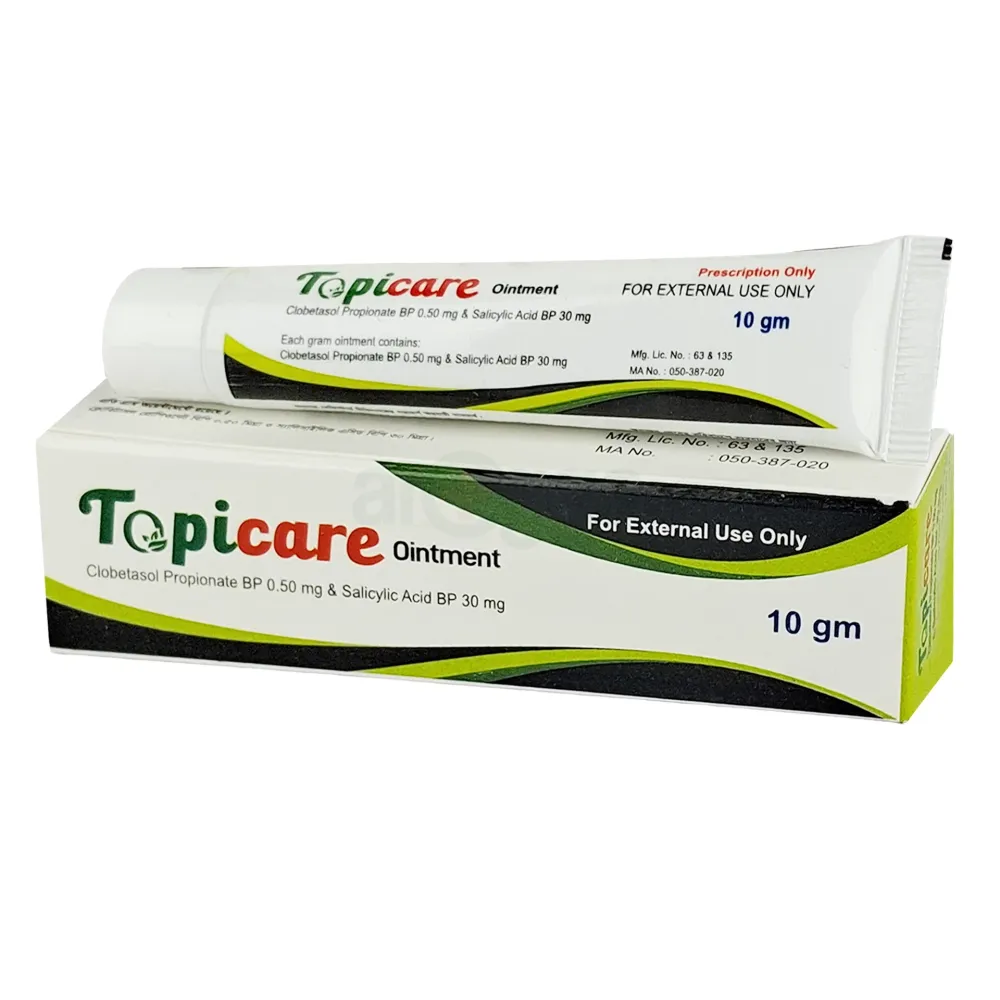 Topicare Ointment
Clobetasol Propionate BP 0.50 mg & Salicylic Acid BP 30 mg
Each gram ointment contains:
Clobetasol Propionate BP 0.50 mg & Salicylic Acid BP 30 mg
Prescription Only
FOR EXTERNAL USE ONLY
10 gm
Mfg. Lic. No. : 63 & 135
MA No. : 050-387-020
Mfg. Lic. No. : 63 & 135
MA No. : 050-387-020
Topicare Ointment
Clobetasol Propionate BP 0.50 mg & Salicylic Acid BP 30 mg
For External Use Only
10 gm
Topicare